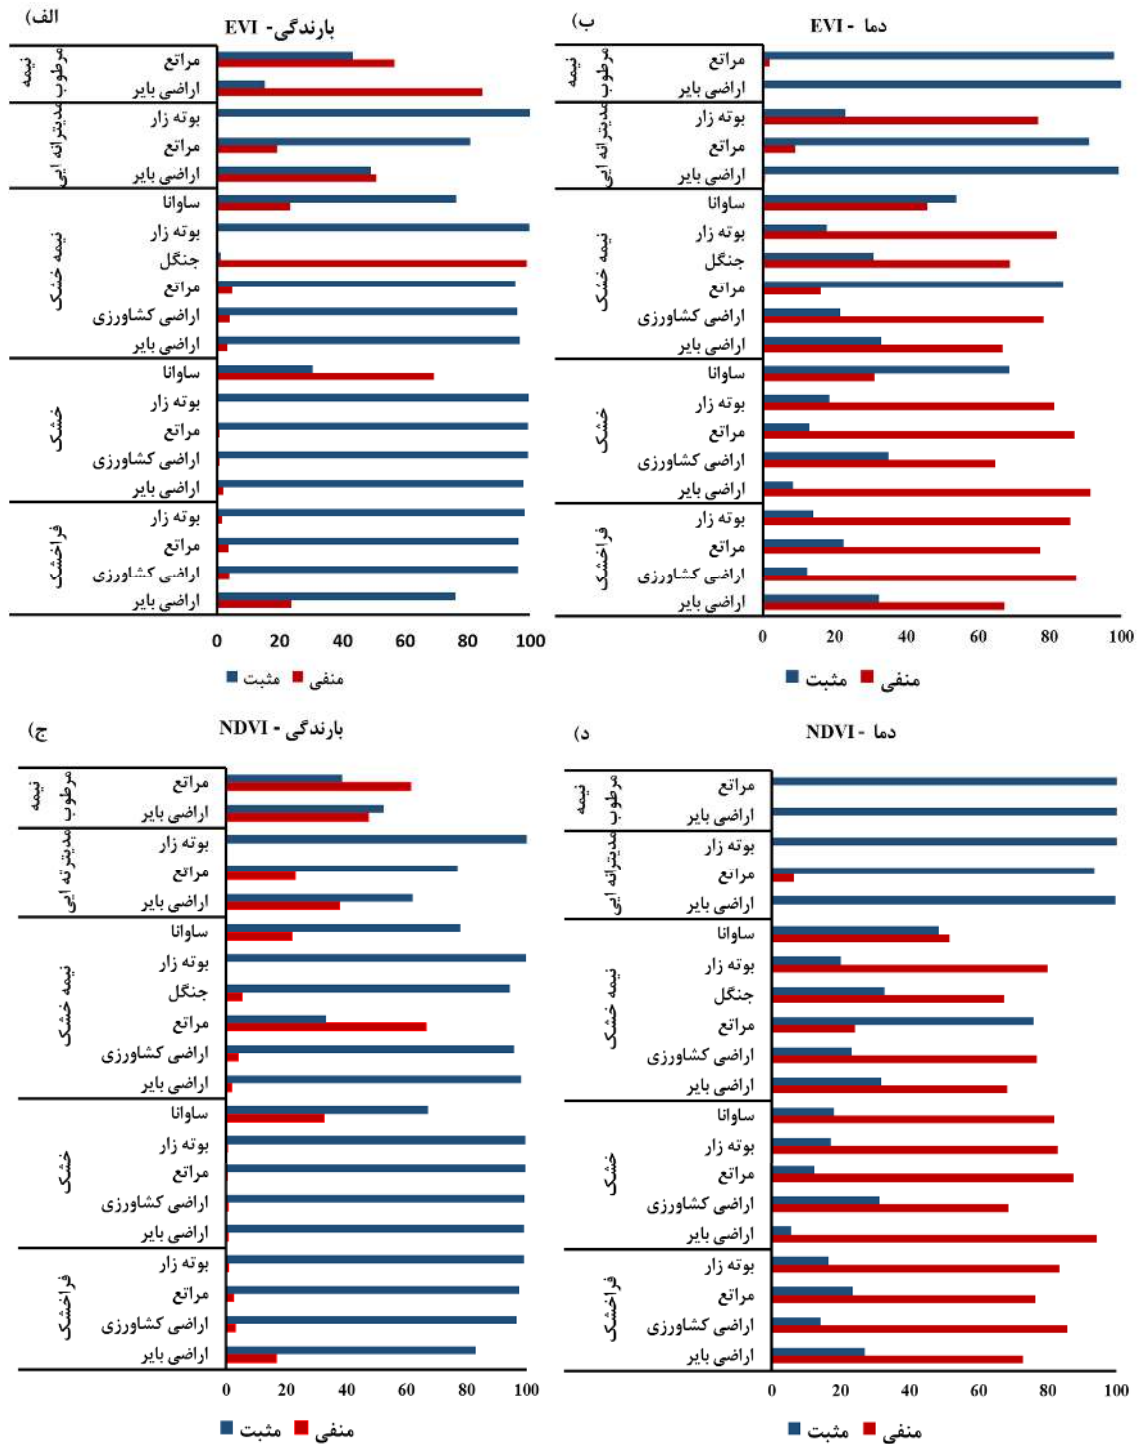 الف)
بارندگی- EVI
نیمه مرطوب
مراتع
اراضی بایر
مدیترانه ایی
بوته زار
مراتع
اراضی بایر
نیمه خشک
ساوانا
بوته زار
جنگل
مراتع
اراضی کشاورزی
اراضی بایر
خشک
ساوانا
بوته زار
مراتع
اراضی کشاورزی
اراضی بایر
فراخشک
بوته زار
مراتع
اراضی کشاورزی
اراضی بایر
0 20 40 60 80 100
مثبت منفی
ب)
دما - EVI
نیمه مرطوب
مراتع
اراضی بایر
مدیترانه ایی
بوته زار
مراتع
اراضی بایر
نیمه خشک
ساوانا
بوته زار
جنگل
مراتع
اراضی کشاورزی
اراضی بایر
خشک
ساوانا
بوته زار
مراتع
اراضی کشاورزی
اراضی بایر
فراخشک
بوته زار
مراتع
اراضی کشاورزی
اراضی بایر
0 20 40 60 80 100
مثبت منفی
ج)
بارندگی - NDVI
نیمه مرطوب
مراتع
اراضی بایر
مدیترته ایی
بوته زار
مراتع
اراضی بایر
نیمه خشک
ساوانا
بوته زار
جنگل
مراتع
اراضی کشاورزی
اراضی بایر
خشک
ساوانا
بوته زار
مراتع
اراضی کشاورزی
اراضی بایر
فراخشک
بوته زار
مراتع
اراضی کشاورزی
اراضی بایر
0 20 40 60 80 100
مثبت منفی
د)
دما - NDVI
نیمه مرطوب
مراتع
اراضی بایر
مدیترانه ایی
بوته زار
مراتع
اراضی بایر
نیمه خشک
ساوانا
بوته زار
جنگل
مراتع
اراضی کشاورزی
اراضی بایر
خشک
ساوانا
بوته زار
مراتع
اراضی کشاورزی
اراضی بایر
فراخشک
بوته زار
مراتع
اراضی کشاورزی
اراضی بایر
0 20 40 60 80 100
مثبت منفی